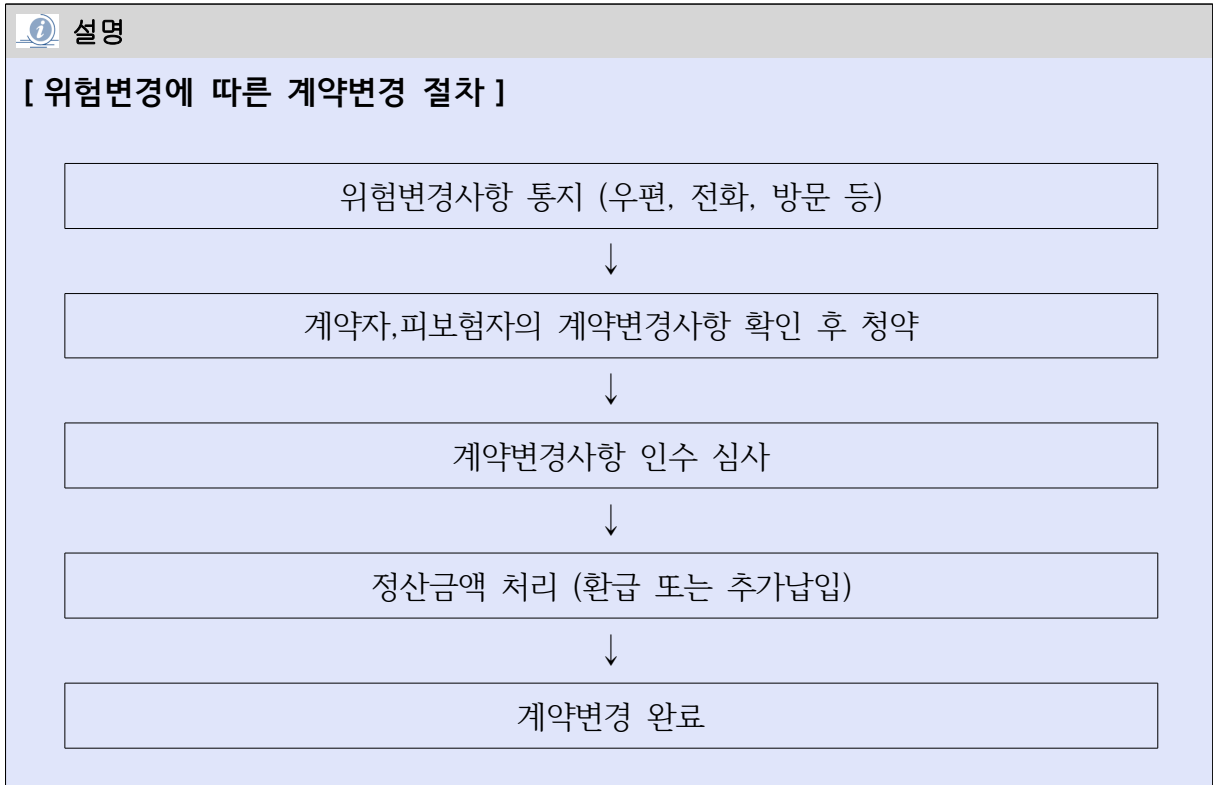 설명
[ 위험변경에 따른 계약변경 절차 ]
위험변경사항 통지 (우편, 전화, 방문 등)
↓
계약자,피보험자의 계약변경사항 확인 후 청약
↓
계약변경사항 인수 심사
↓
정산금액 처리 (환급 또는 추가납입)
↓
계약변경 완료